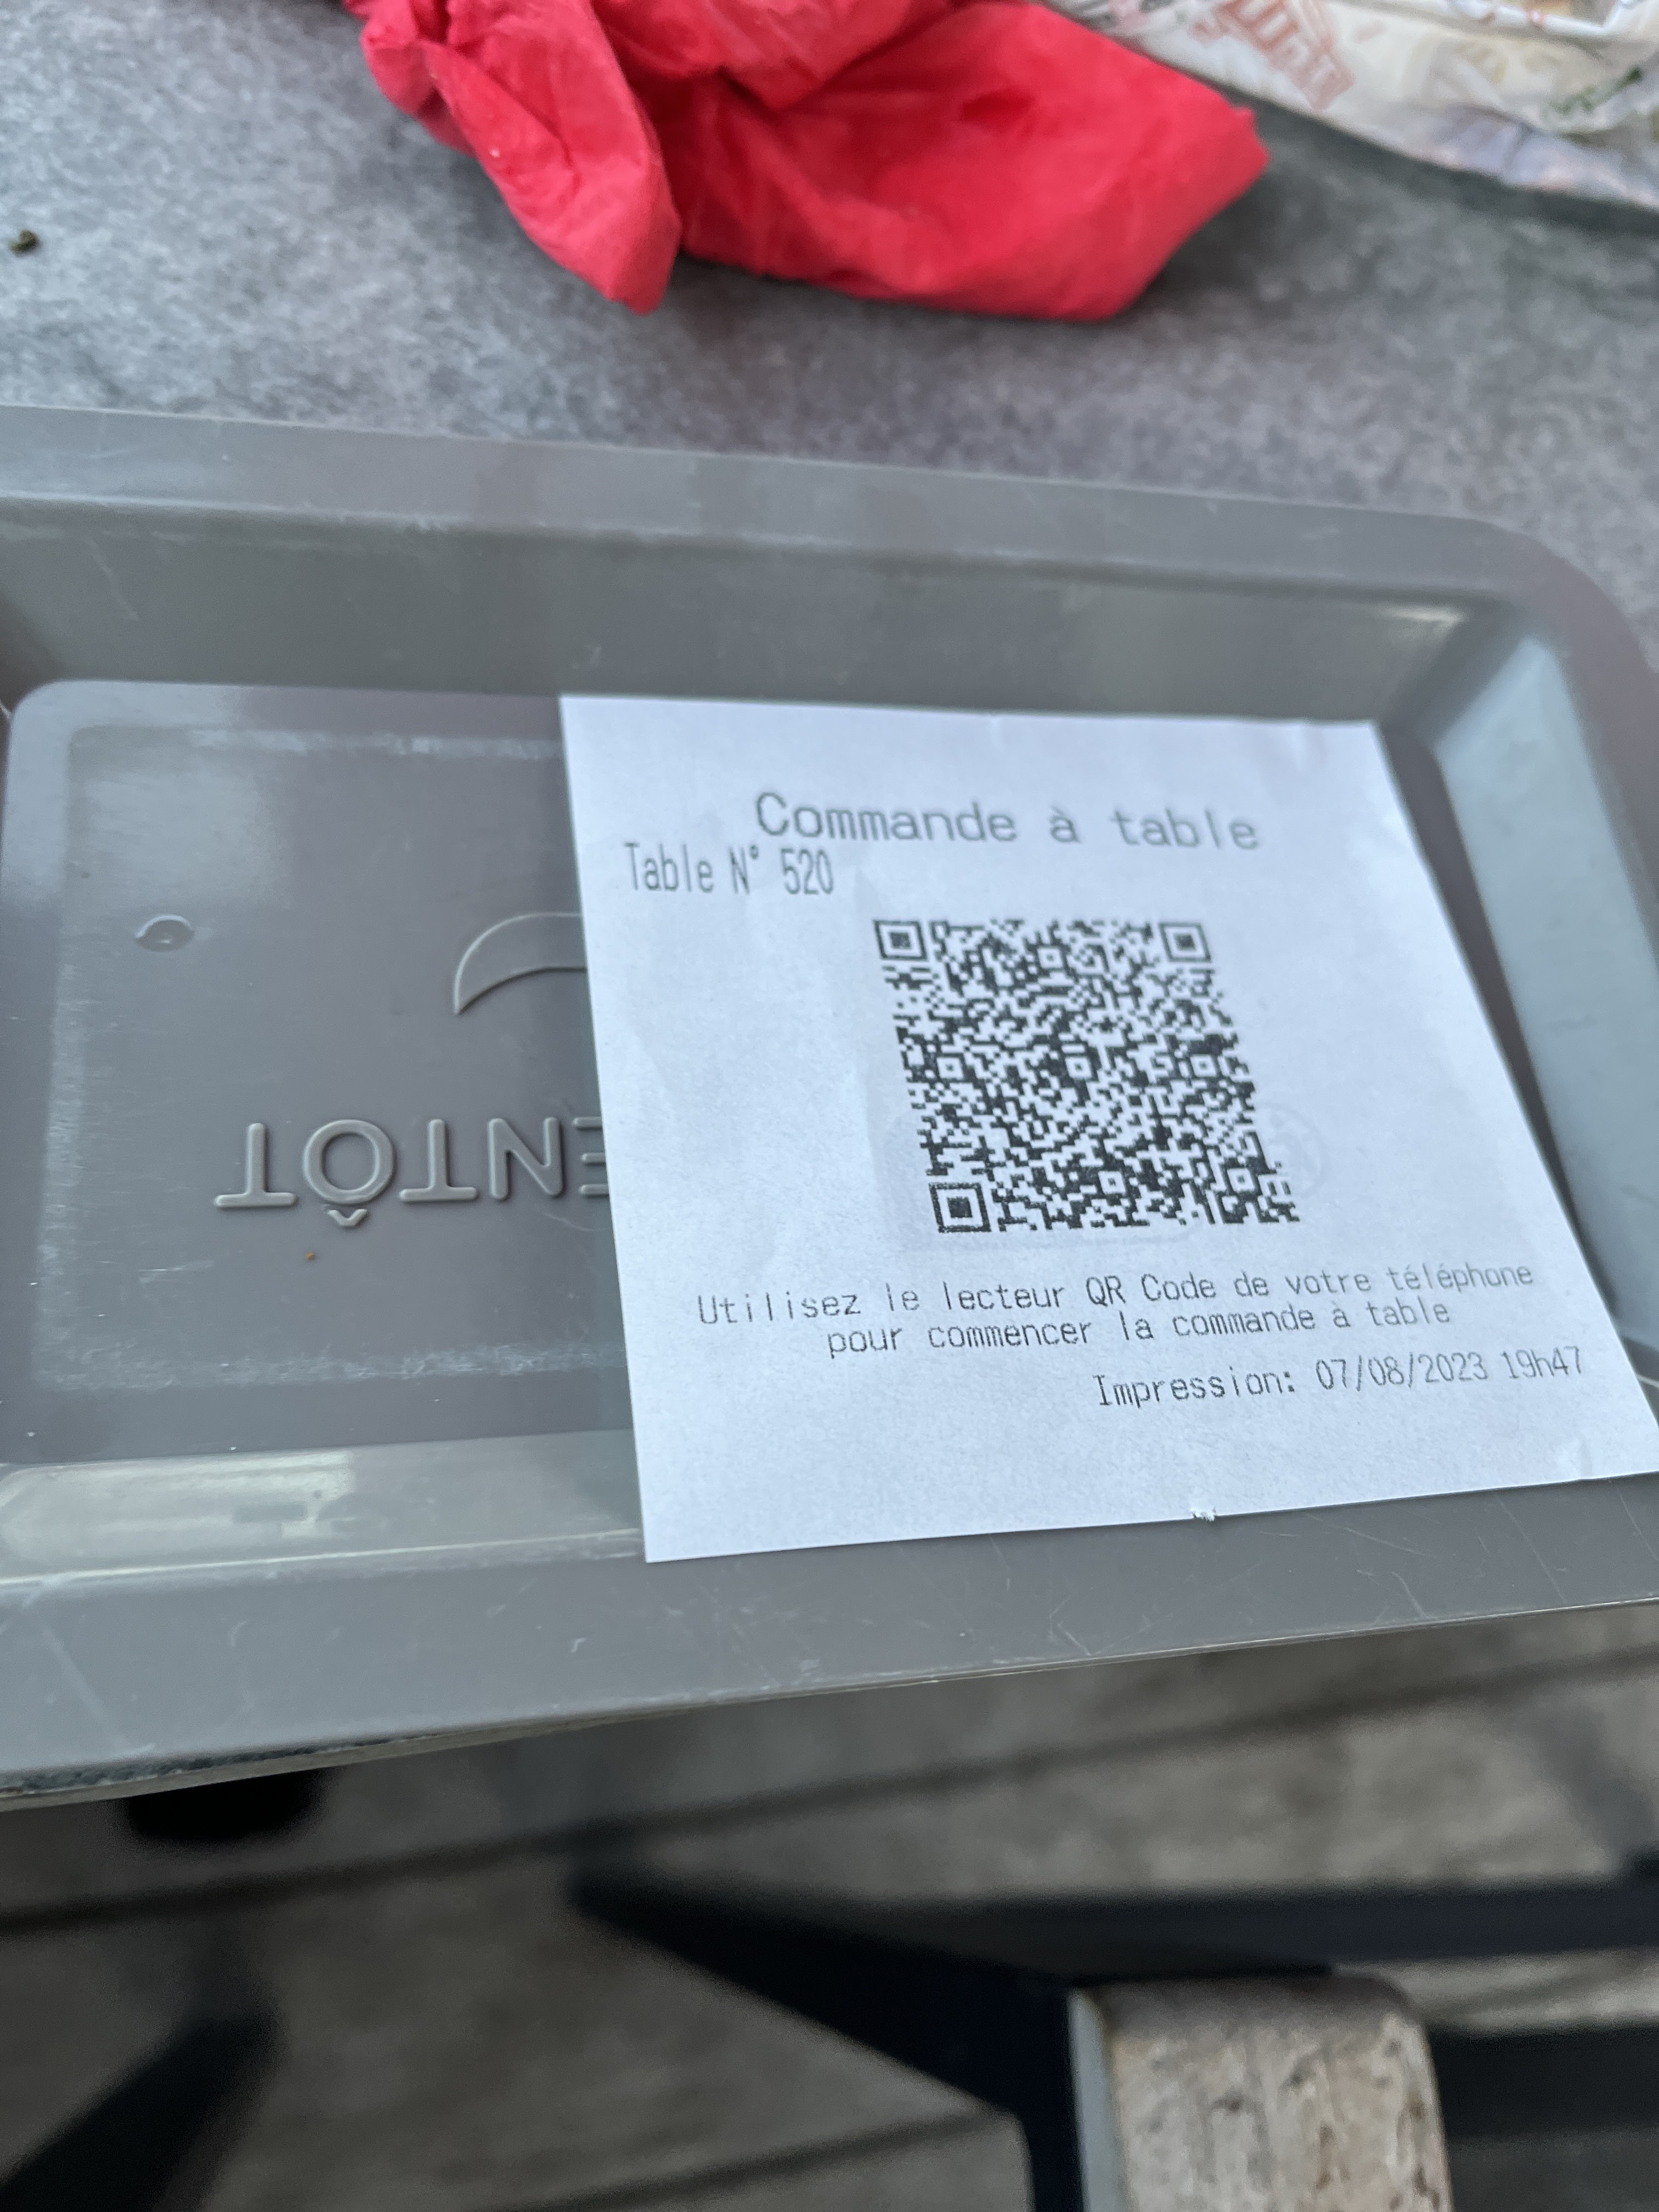 Commande à table
Table N° 520
Utilisez le lecteur QR Code de votre téléphone
pour commencer la commande à table
Impression: 07/08/2023 19h47
ENTÔT